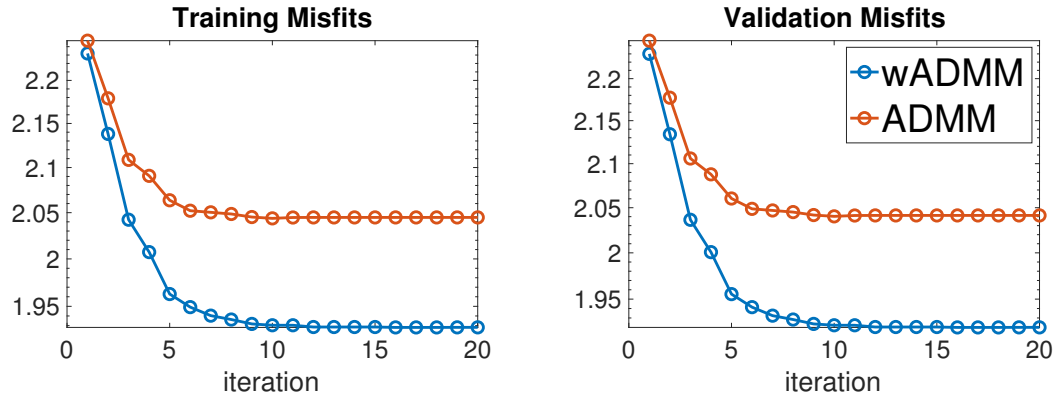 Training Misfits
2.2
2.15
2.1
2.05
2
1.95
0 5 10 15 20
iteration
Validation Misfits
wADMM
ADMM
2.2
2.15
2.1
2.05
2
1.95
0 5 10 15 20
iteration